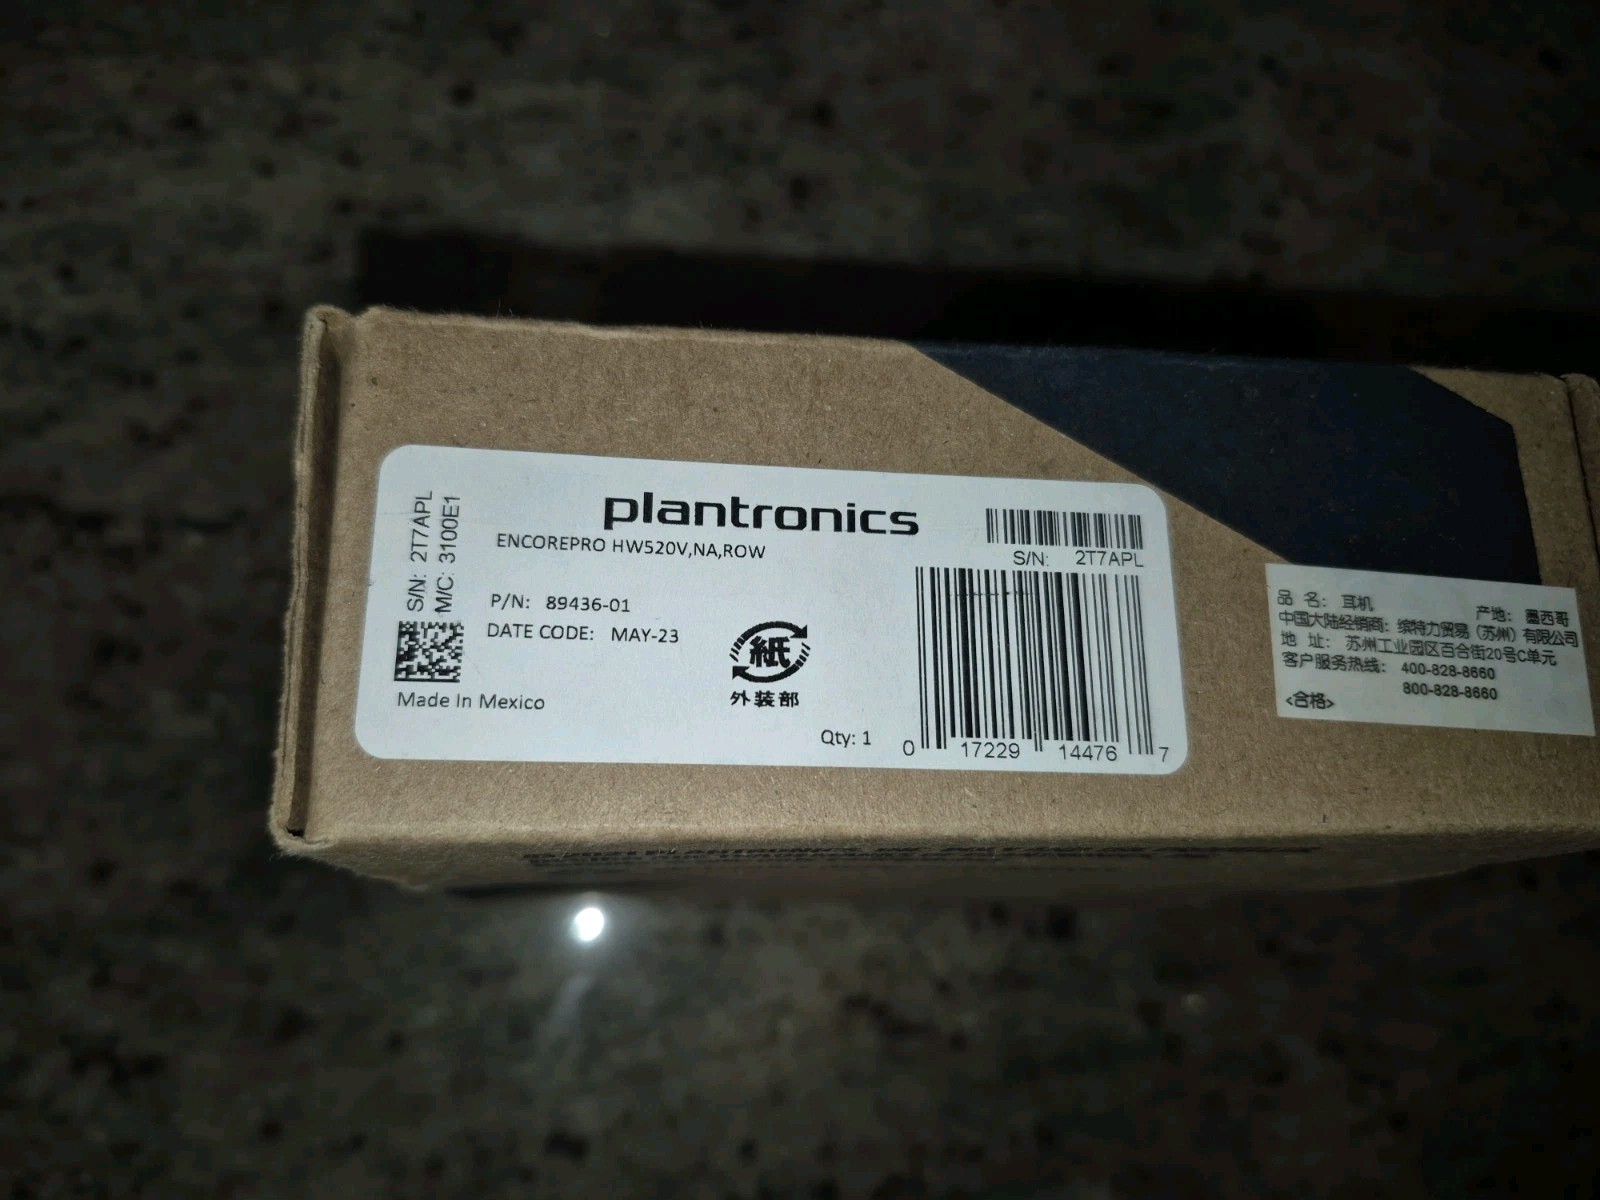 S/N: 2T7APL
M/C: 3100E1
plantronics
ENCOREPRO HW520V,NA,ROW
S/N: 2T7APL
P/N: 89436-01
DATE CODE: MAY-23
紙
外装部
Made In Mexico
Qty: 1
0 17229 14476 7
品 名： 耳机 产地： 墨西哥
中国大陆经销商：缤特力贸易（苏州）有限公司
地 址： 苏州工业园区百合街20号C单元
客户服务热线： 400-828-8660
800-828-8660
<合格>